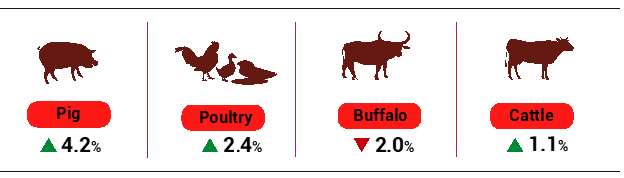 Pig
Poultry
Buffalo
Cattle
4.2%
2.4%
2.0%
1.1%